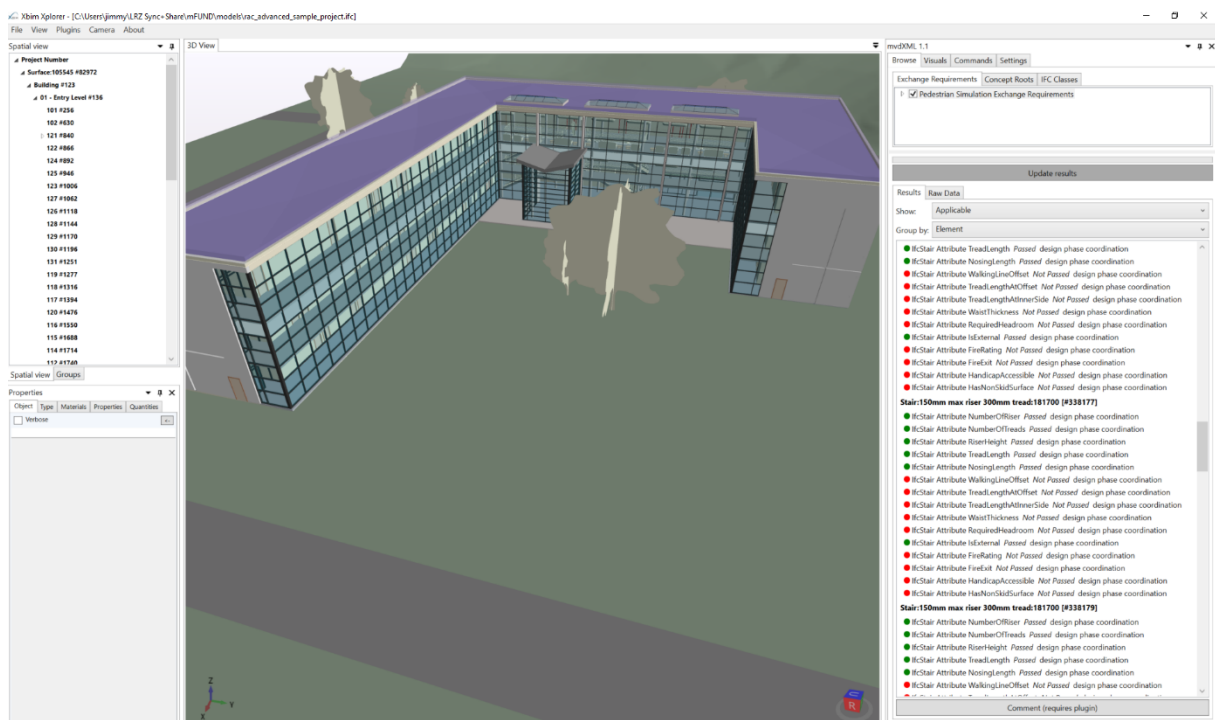 Xbim Xplorer - [C:\Users\jimmy\LRZ Sync+Share\mFUND\models\rac_advanced_sample_project.ifc]
File View Plugins Camera About
Spatial view
Project Number
Surface:105545 #82972
Building #123
01 - Entry Level #136
101 #256
102 #630
121 #840
122 #866
124 #892
125 #946
123 #1006
127 #1062
126 #1118
128 #1144
129 #1170
130 #1196
131 #1251
119 #1277
118 #1316
117 #1394
120 #1476
116 #1550
115 #1688
114 #1714
112 #1740
Spatial view Groups
Properties
Object Type Materials Properties Quantities
Verbose
3D View
Z
Y
X
R
mvdXML 1.1
Browse Visuals Commands Settings
Exchange Requirements Concept Roots IFC Classes
Pedestrian Simulation Exchange Requirements
Update results
Results Raw Data
Show: Applicable
Group by: Element
IfcStair Attribute TreadLength Passed design phase coordination
IfcStair Attribute NosingLength Passed design phase coordination
IfcStair Attribute WalkingLineOffset Not Passed design phase coordination
IfcStair Attribute TreadLengthAtOffset Not Passed design phase coordination
IfcStair Attribute TreadLengthAtInnerSide Not Passed design phase coordination
IfcStair Attribute WaistThickness Not Passed design phase coordination
IfcStair Attribute RequiredHeadroom Not Passed design phase coordination
IfcStair Attribute IsExternal Passed design phase coordination
IfcStair Attribute FireRating Not Passed design phase coordination
IfcStair Attribute FireExit Not Passed design phase coordination
IfcStair Attribute HandicapAccessible Not Passed design phase coordination
IfcStair Attribute HasNonSkidSurface Not Passed design phase coordination
Stair:150mm max riser 300mm tread:181700 [#338177]
IfcStair Attribute NumberOfRiser Passed design phase coordination
IfcStair Attribute NumberOfTreads Passed design phase coordination
IfcStair Attribute RiserHeight Passed design phase coordination
IfcStair Attribute TreadLength Passed design phase coordination
IfcStair Attribute NosingLength Passed design phase coordination
IfcStair Attribute WalkingLineOffset Not Passed design phase coordination
IfcStair Attribute TreadLengthAtOffset Not Passed design phase coordination
IfcStair Attribute TreadLengthAtInnerSide Not Passed design phase coordination
IfcStair Attribute WaistThickness Not Passed design phase coordination
IfcStair Attribute RequiredHeadroom Not Passed design phase coordination
IfcStair Attribute IsExternal Passed design phase coordination
IfcStair Attribute FireRating Not Passed design phase coordination
IfcStair Attribute FireExit Not Passed design phase coordination
IfcStair Attribute HandicapAccessible Not Passed design phase coordination
IfcStair Attribute HasNonSkidSurface Not Passed design phase coordination
Stair:150mm max riser 300mm tread:181700 [#338179]
IfcStair Attribute NumberOfRiser Passed design phase coordination
IfcStair Attribute NumberOfTreads Passed design phase coordination
IfcStair Attribute RiserHeight Passed design phase coordination
IfcStair Attribute TreadLength Passed design phase coordination
IfcStair Attribute NosingLength Passed design phase coordination
IfcStair Attribute WalkingLineOffset Not Passed design phase coordination
Comment (requires plugin)